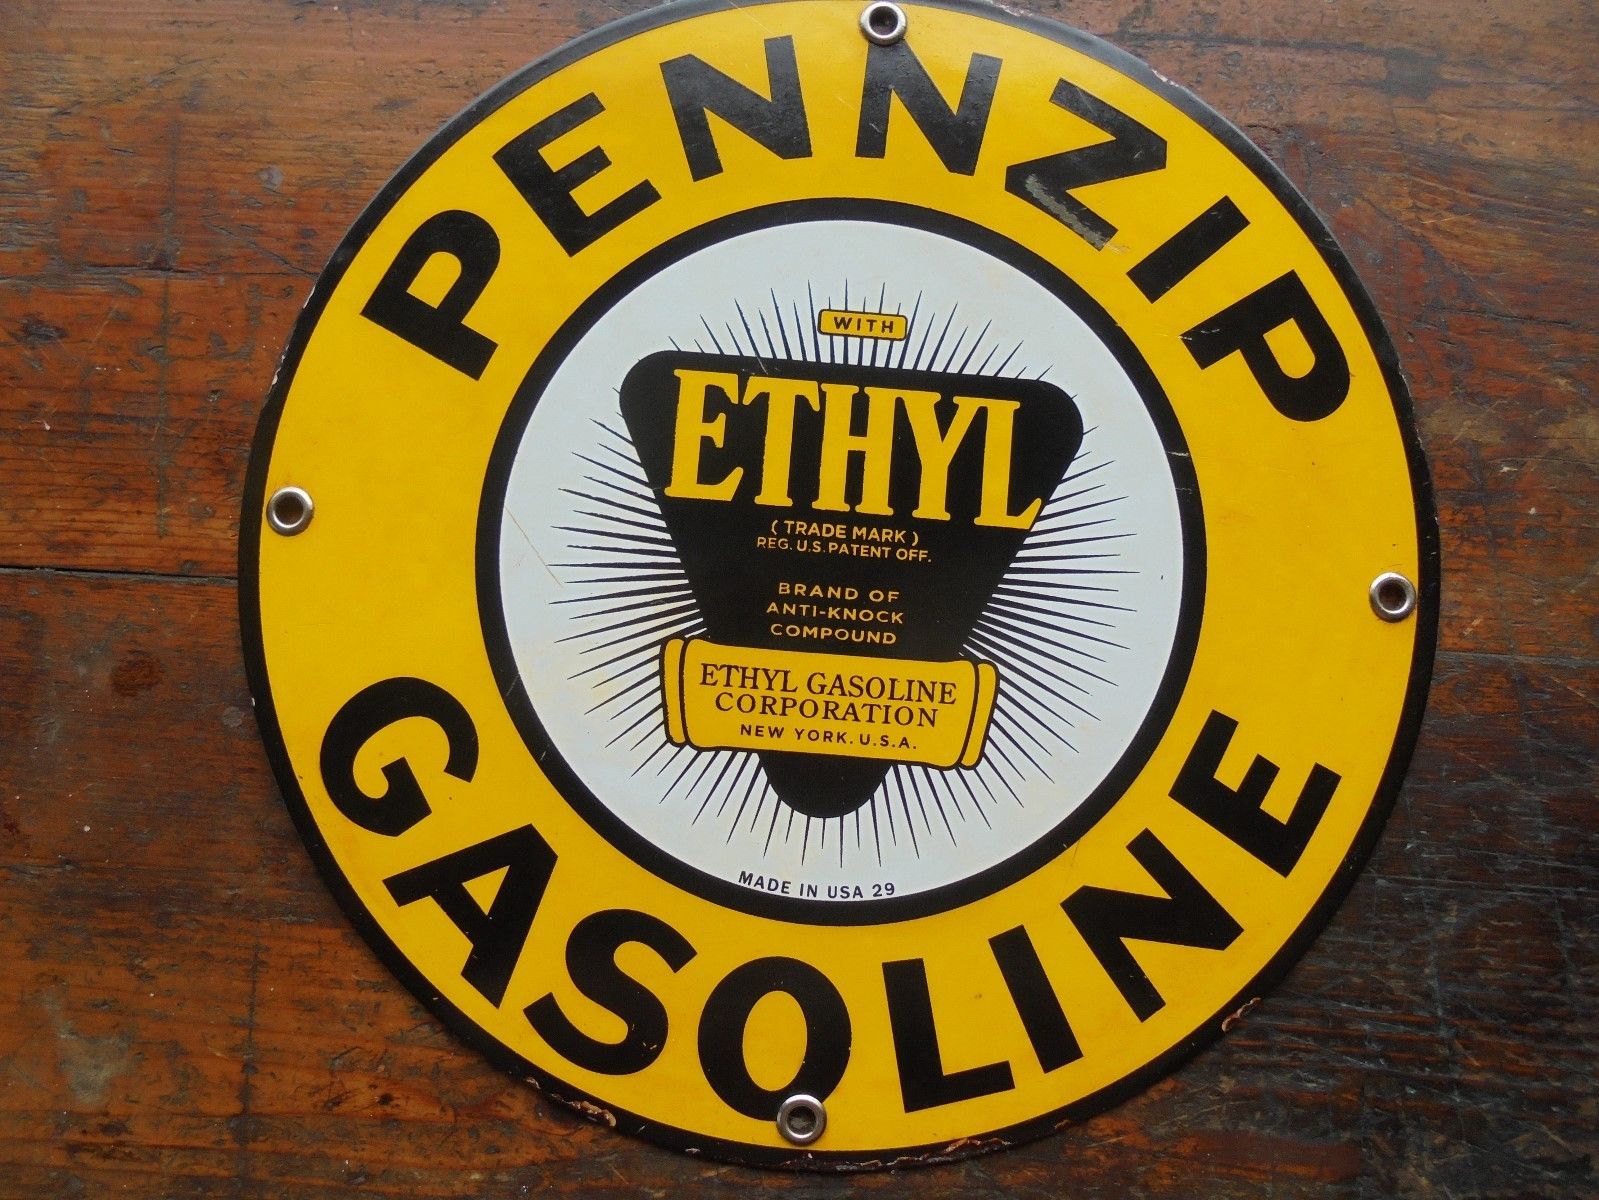 PENNZIP
WITH
ETHYL
(TRADE MARK)
REG. U.S. PATENT OFF.
BRAND OF
ANTI-KNOCK
COMPOUND
ETHYL GASOLINE
CORPORATION
NEW YORK. U.S.A.
MADE IN USA 29
GASOLINE